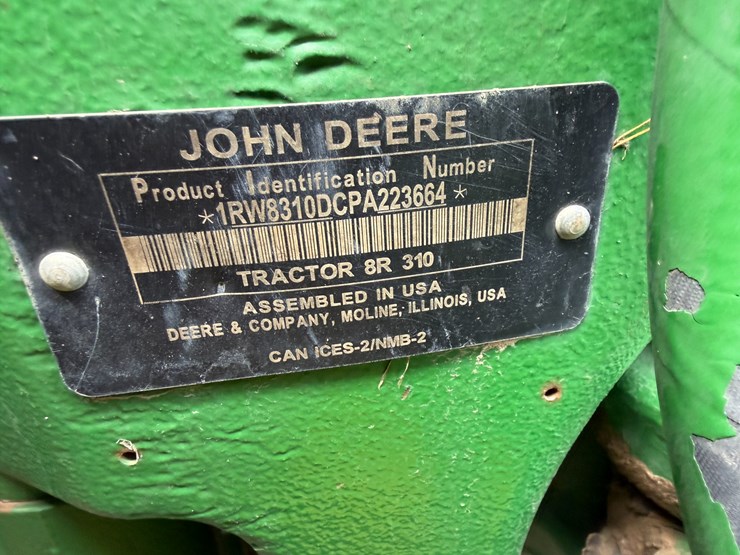 JOHN DEERE
Product Identification Number
*1RW8310DCPA223664*
TRACTOR 8R 310
ASSEMBLED IN USA
DEERE & COMPANY, MOLINE, ILLINOIS, USA
CAN ICES-2/NMB-2